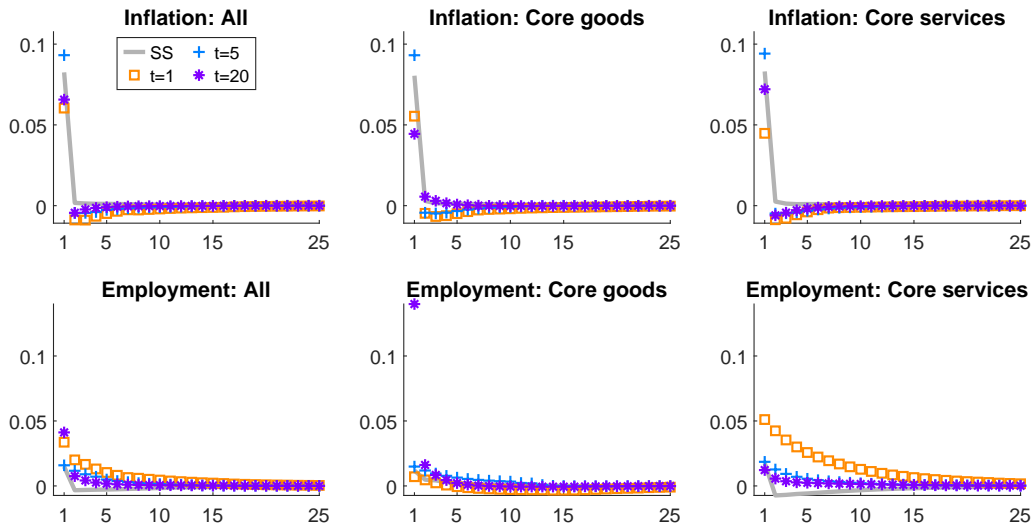 Inflation: All
Inflation: Core goods
Inflation: Core services
0.1
0.05
0
1 5 10 15 25
SS
t=5
t=1
t=20
0.1
0.05
0
1 5 10 15 25
0.1
0.05
0
1 5 10 15 25
Employment: All
Employment: Core goods
Employment: Core services
0.1
0.05
0
1 5 10 15 25
0.1
0.05
0
1 5 10 15 25
0.1
0.05
0
1 5 10 15 25